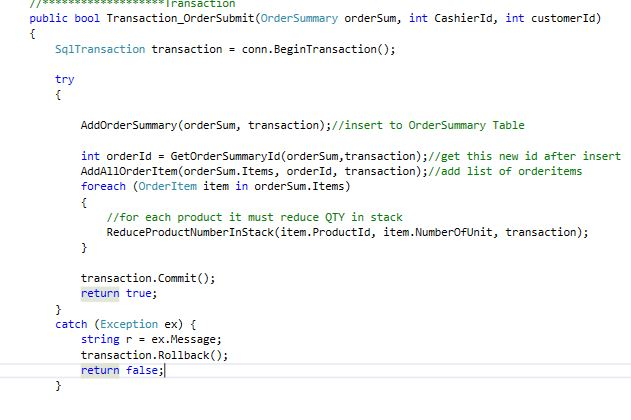 //********************Transaction
public bool Transaction_OrderSubmit(OrderSummary orderSum, int CashierId, int customerId)
{
SqlTransaction transaction = conn.BeginTransaction();
try
{
AddOrderSummary(orderSum, transaction);//insert to OrderSummary Table
int orderId = GetOrderSummaryId(orderSum,transaction);//get this new id after insert
AddAllOrderItem(orderSum.Items, orderId, transaction);//add list of orderitems
foreach (OrderItem item in orderSum.Items)
{
//for each product it must reduce QTY in stack
ReduceProductNumberInStack(item.ProductId, item.NumberOfUnit, transaction);
}
transaction.Commit();
return true;
}
catch (Exception ex) {
string r = ex.Message;
transaction.Rollback();
return false;
}